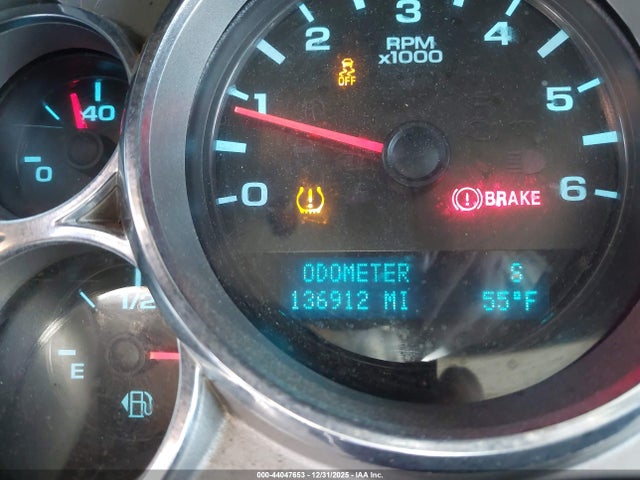 0 1 2 3 4 5 6
RPM
x1000
OFF
40
0
BRAKE
ODOMETER S
136912 MI 55°F
1/2
E
000-44047653 - 12/31/2025 - IAA Inc.